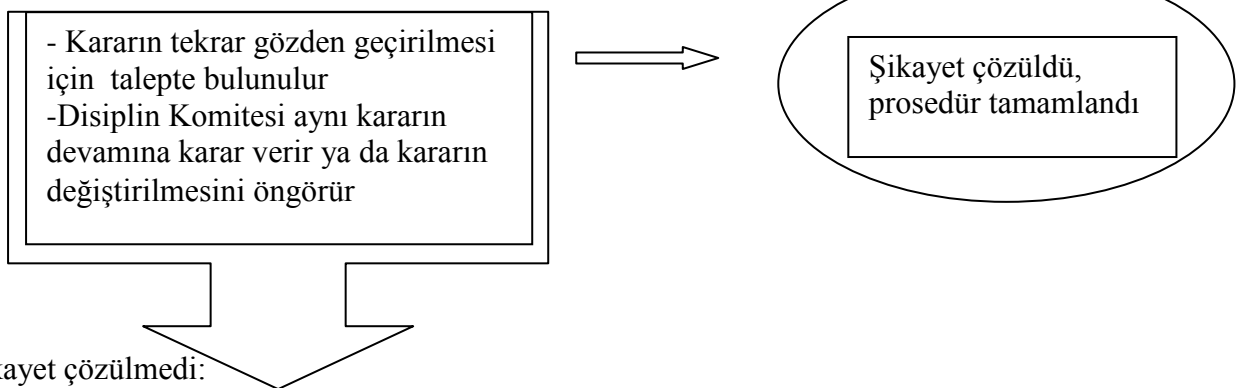 - Kararın tekrar gözden geçirilmesi
için talepte bulunulur
-Disiplin Komitesi aynı kararın
devamına karar verir ya da kararın
değiştirilmesini öngörür
Şikayet çözüldü,
prosedür tamamlandı
kayet çözülmedi: